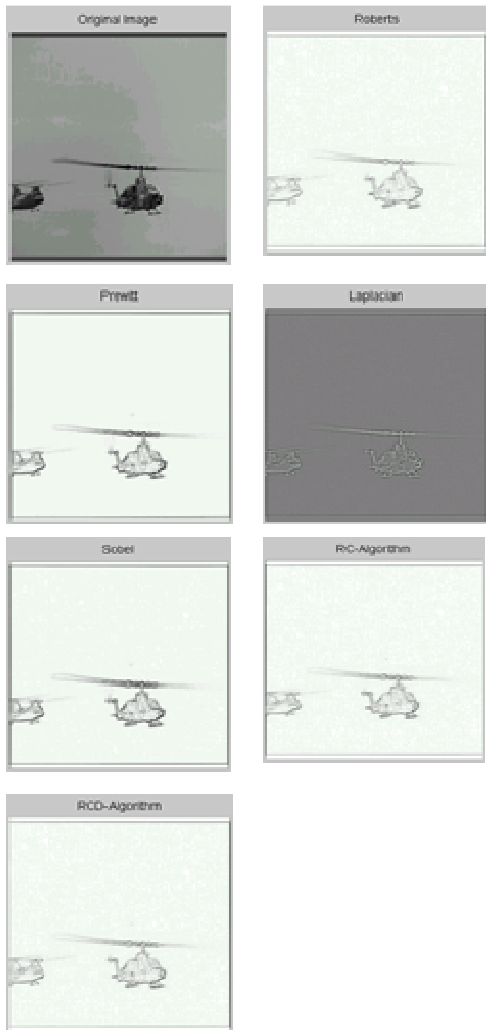 Original Image
Roberts
Prewitt
Laplacian
Sobel
RC-Algorithm
RCD-Algorithm